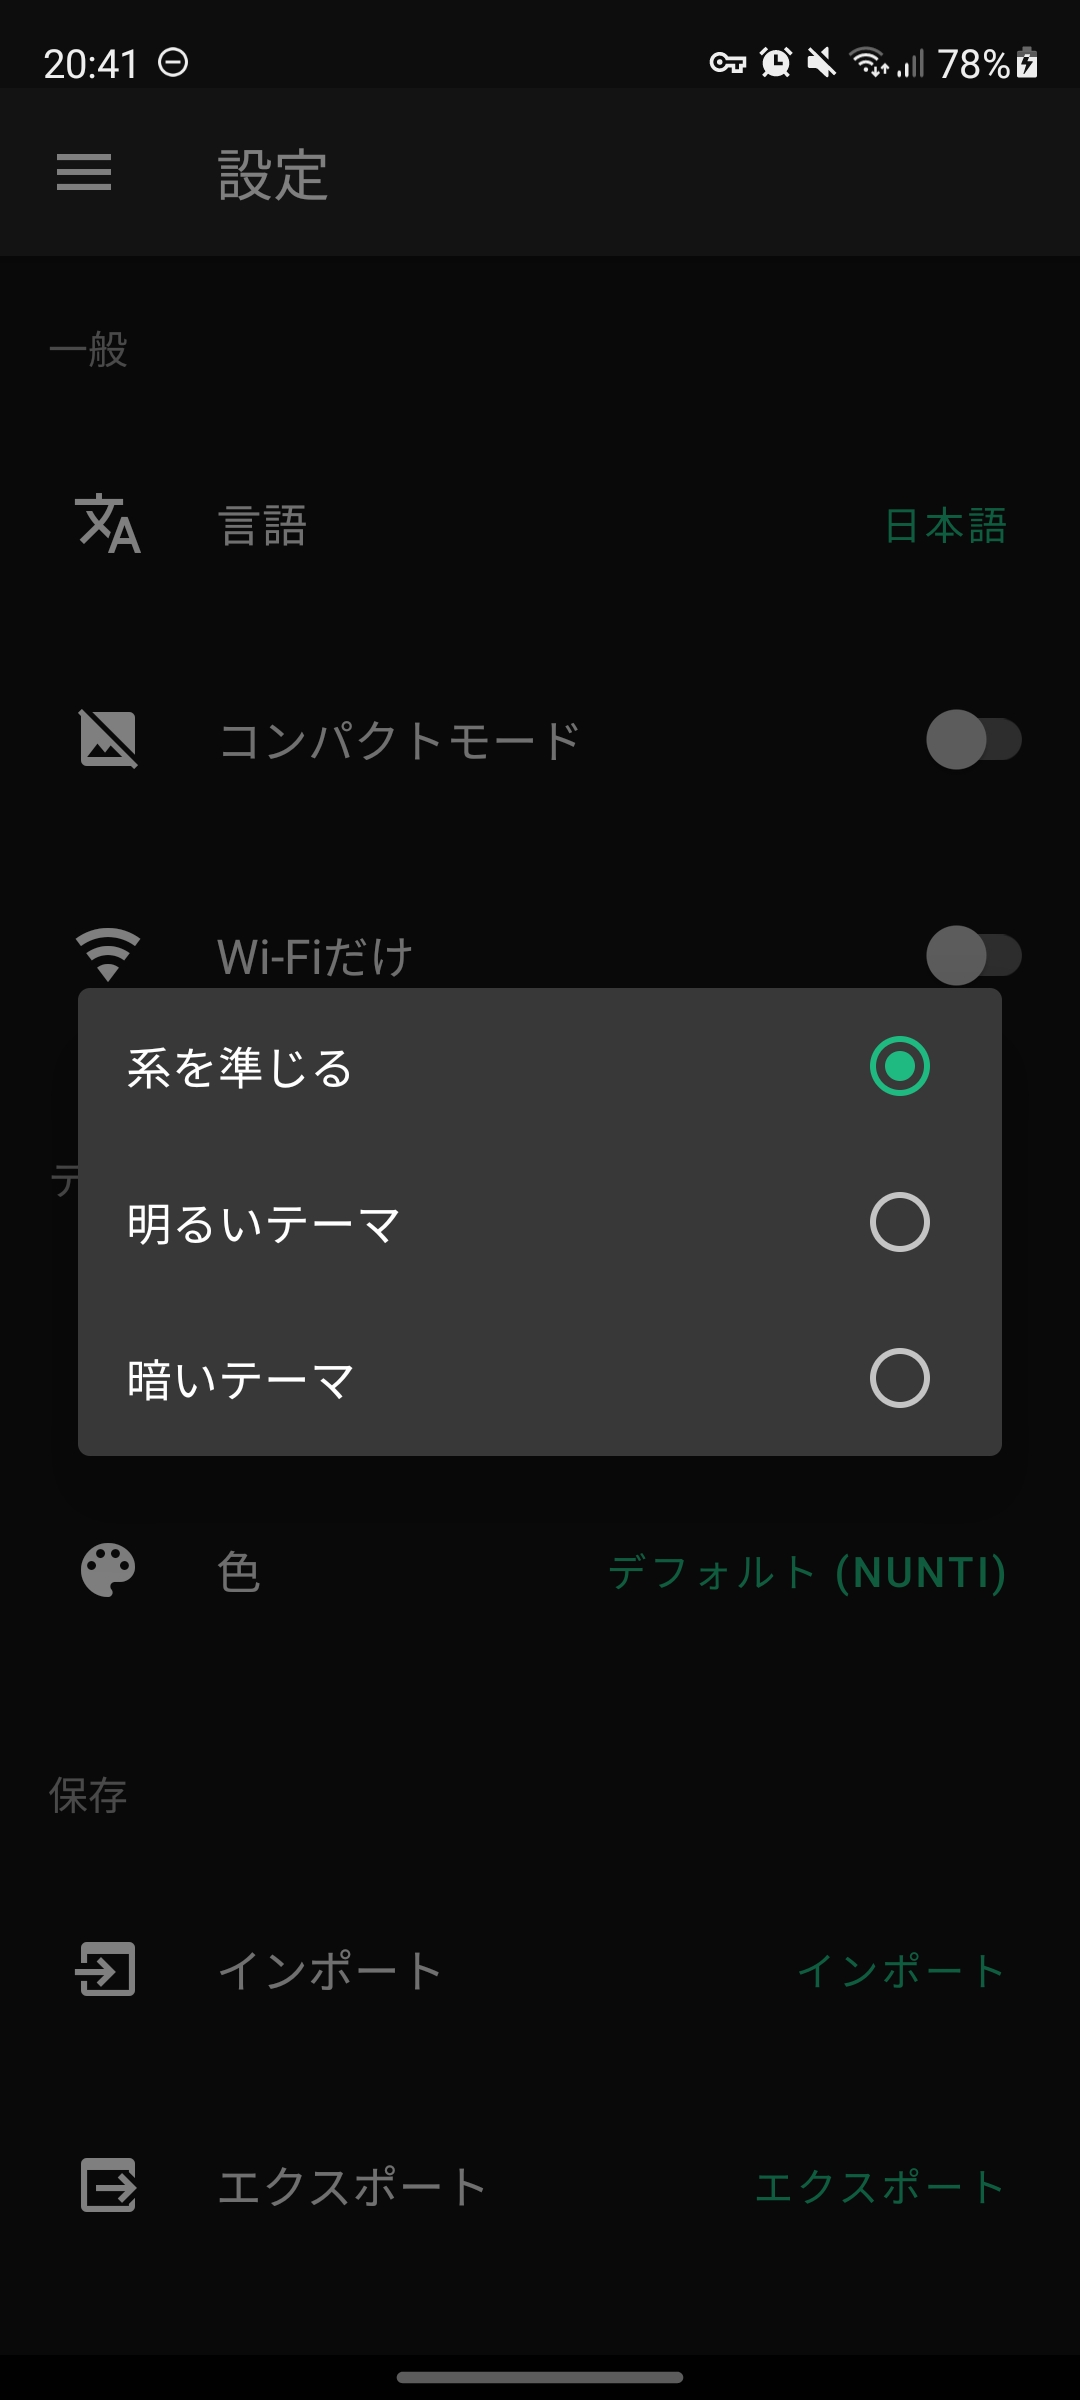 20:41
78%
設定
一般
言語
日本語
コンパクトモード
Wi-Fiだけ
系を準じる
明るいテーマ
暗いテーマ
色
デフォルト (NUNTI)
保存
インポート
インポート
エクスポート
エクスポート